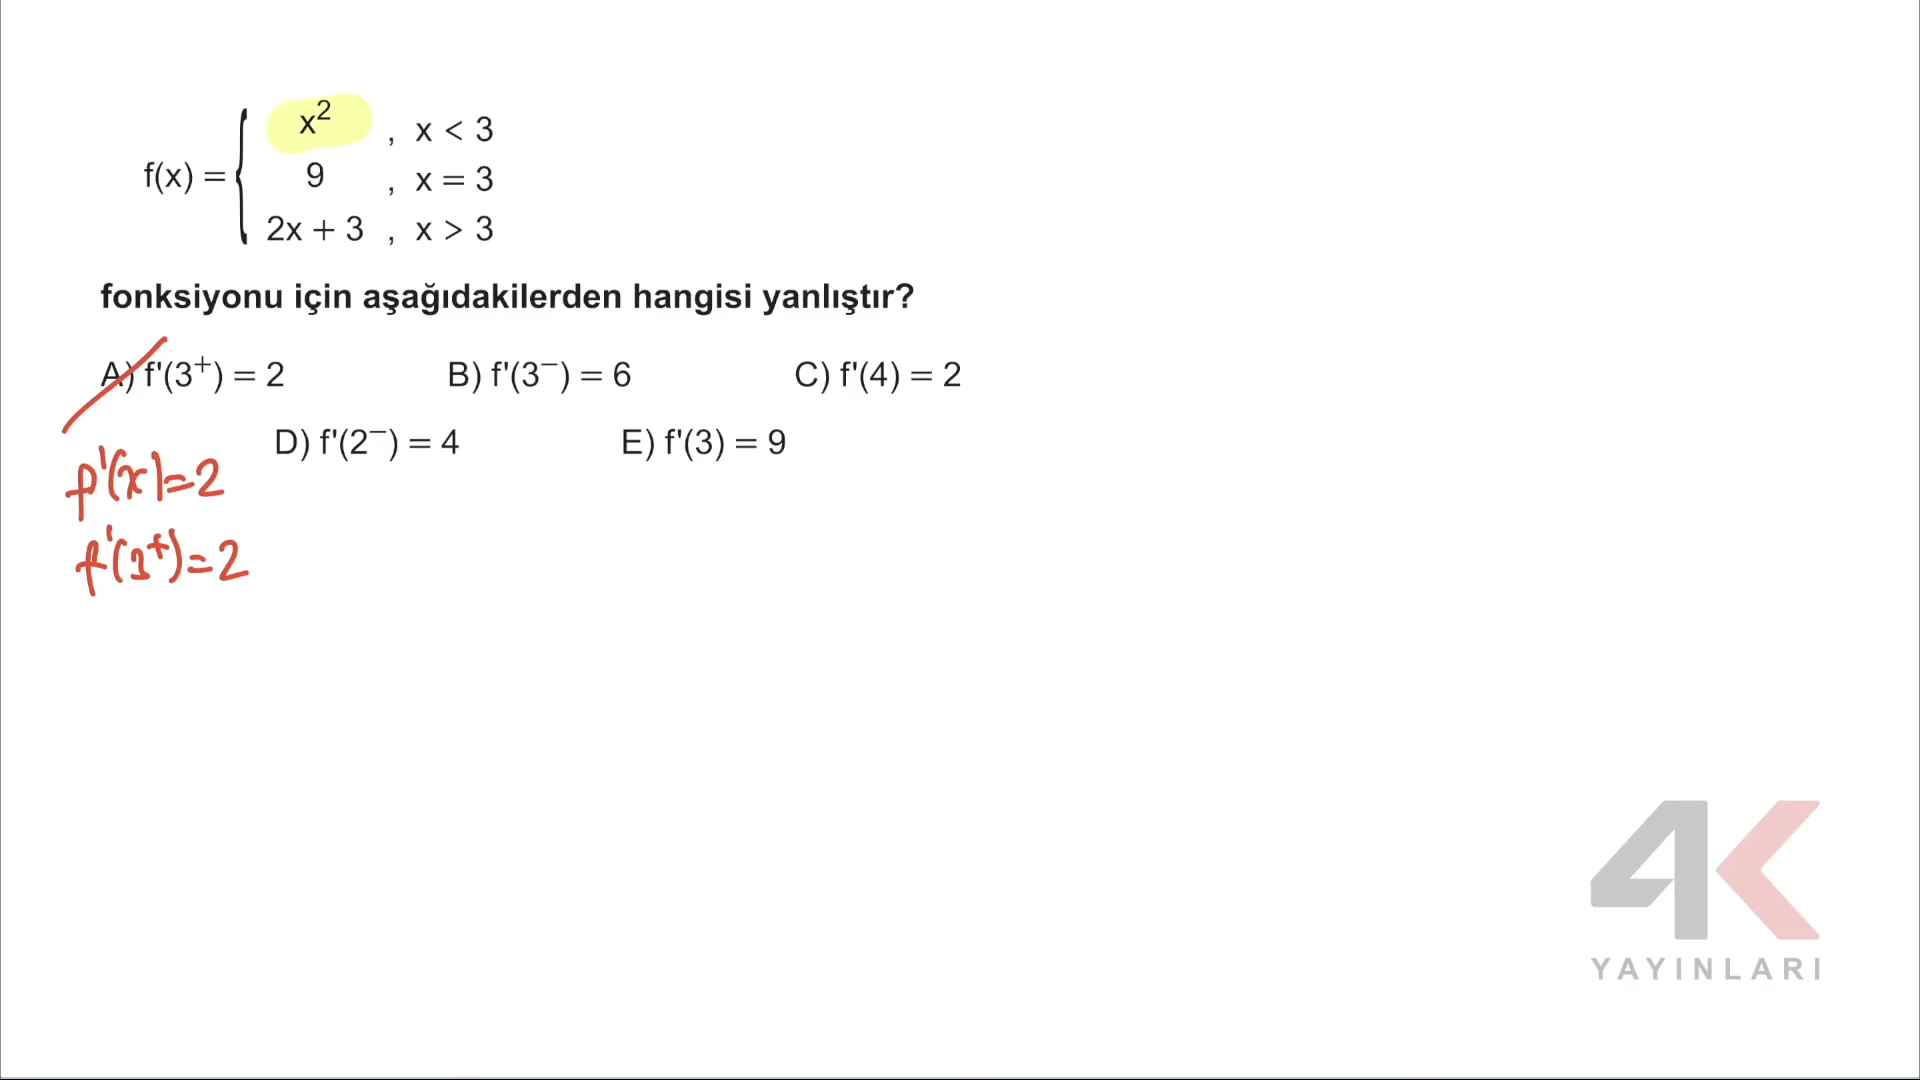 x² , x < 3
f(x) = { 9 , x = 3
2x + 3 , x > 3
fonksiyonu için aşağıdakilerden hangisi yanlıştır?
A) f'(3⁺) = 2 B) f'(3⁻) = 6 C) f'(4) = 2
D) f'(2⁻) = 4 E) f'(3) = 9
f'(x)=2
f'(3⁺)=2
4K
YAYINLARI